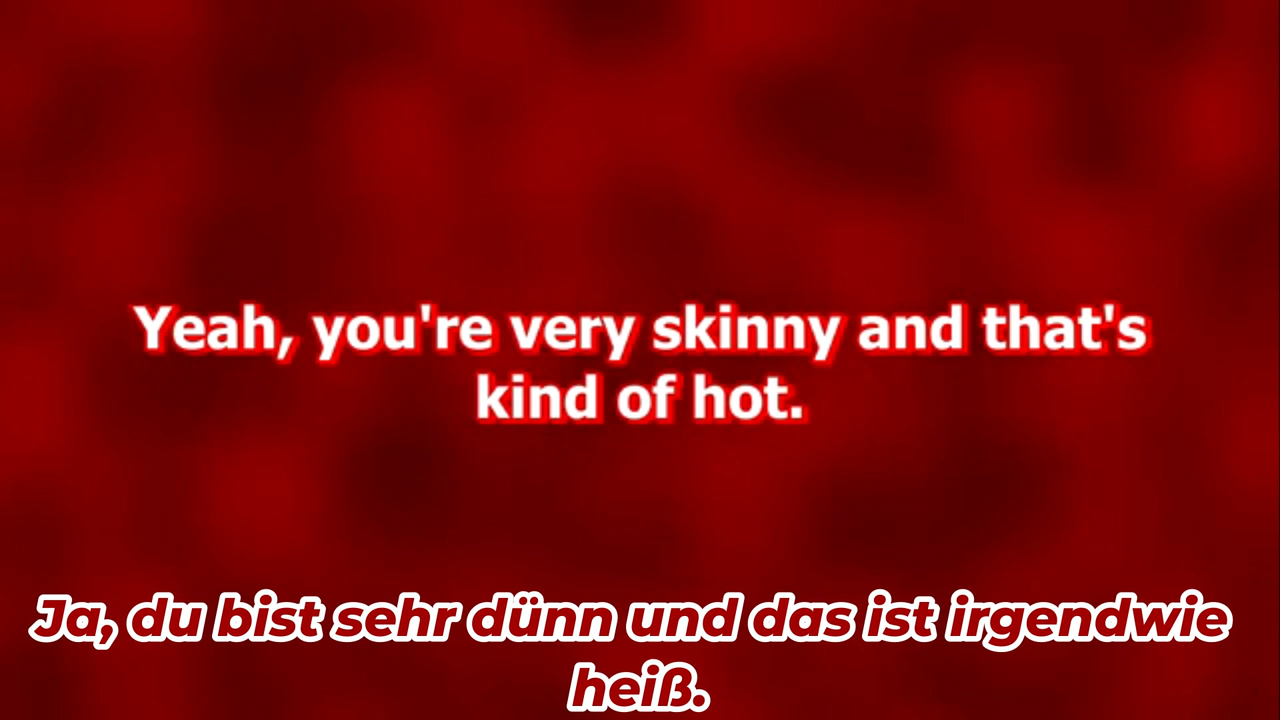 Yeah, you're very skinny and that's
kind of hot.
Ja, du bist sehr dünn und das ist irgendwie
heiß.